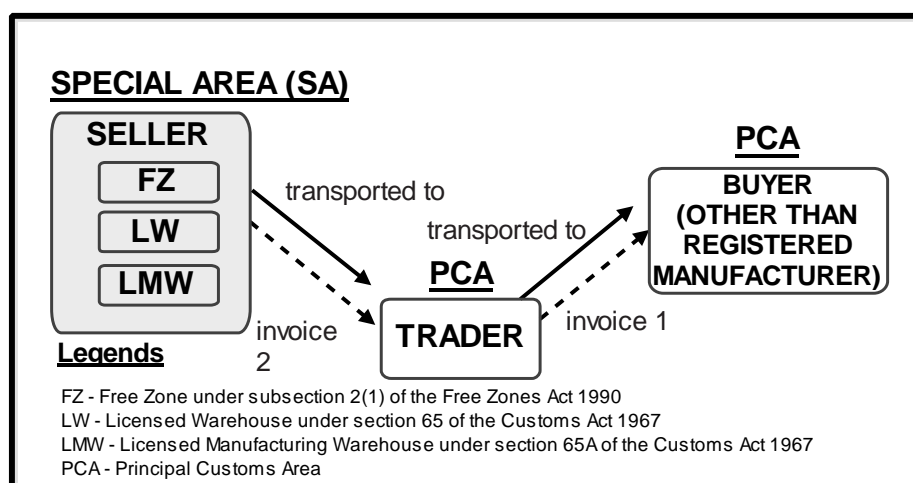 SPECIAL AREA (SA)
SELLER
FZ
LW
LMW
transported to
invoice
2
PCA
TRADER
transported to
invoice 1
PCA
BUYER
(OTHER THAN
REGISTERED
MANUFACTURER)
Legends
FZ - Free Zone under subsection 2(1) of the Free Zones Act 1990
LW - Licensed Warehouse under section 65 of the Customs Act 1967
LMW - Licensed Manufacturing Warehouse under section 65A of the Customs Act 1967
PCA - Principal Customs Area